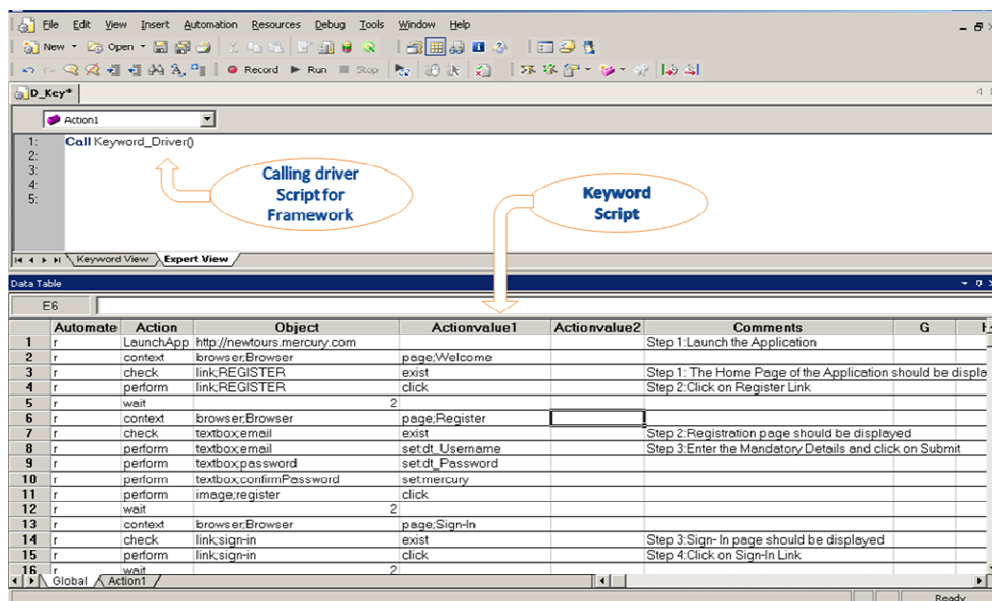 File Edit View Insert Automation Resources Debug Tools Window Help
New Open
Record Run Stop
D_Key*
Action1
1: Call Keyword_Driver()
2:
3:
4:
5:
Calling driver
Script for
Framework
Keyword
Script
Keyword View Expert View
Data Table
E6
Automate Action Object Actionvalue1 Actionvalue2 Comments G
1 r LaunchApp http://newtours.mercury.com Step 1:Launch the Application
2 r context browser;Browser page;Welcome
3 r check link;REGISTER exist Step 1: The Home Page of the Application should be displa
4 r perform link;REGISTER click Step 2:Click on Register Link
5 r wait 2
6 r context browser;Browser page;Register
7 r check textbox;email exist Step 2:Registration page should be displayed
8 r perform textbox;email set:dt_Username Step 3:Enter the Mandatory Details and click on Submit
9 r perform textbox;password set:dt_Password
10 r perform textbox;confirmPassword set:mercury
11 r perform image;register click
12 r wait 2
13 r context browser;Browser page;Sign-In
14 r check link;sign-in exist Step 3:Sign- In page should be displayed
15 r perform link;sign-in click Step 4:Click on Sign-In Link
16 r wait 2
Global Action1
Ready